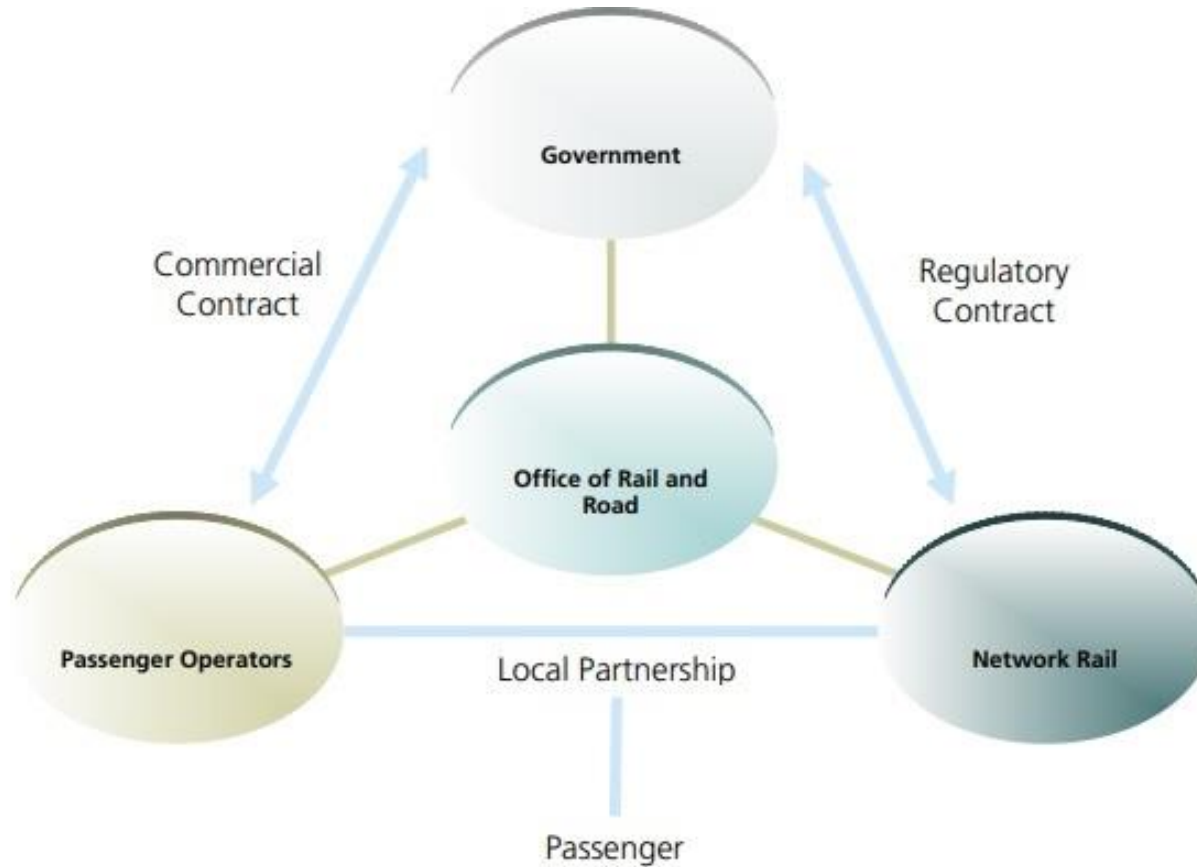 Government
Commercial
Contract
Regulatory
Contract
Office of Rail and
Road
Passenger Operators
Network Rail
Local Partnership
Passenger